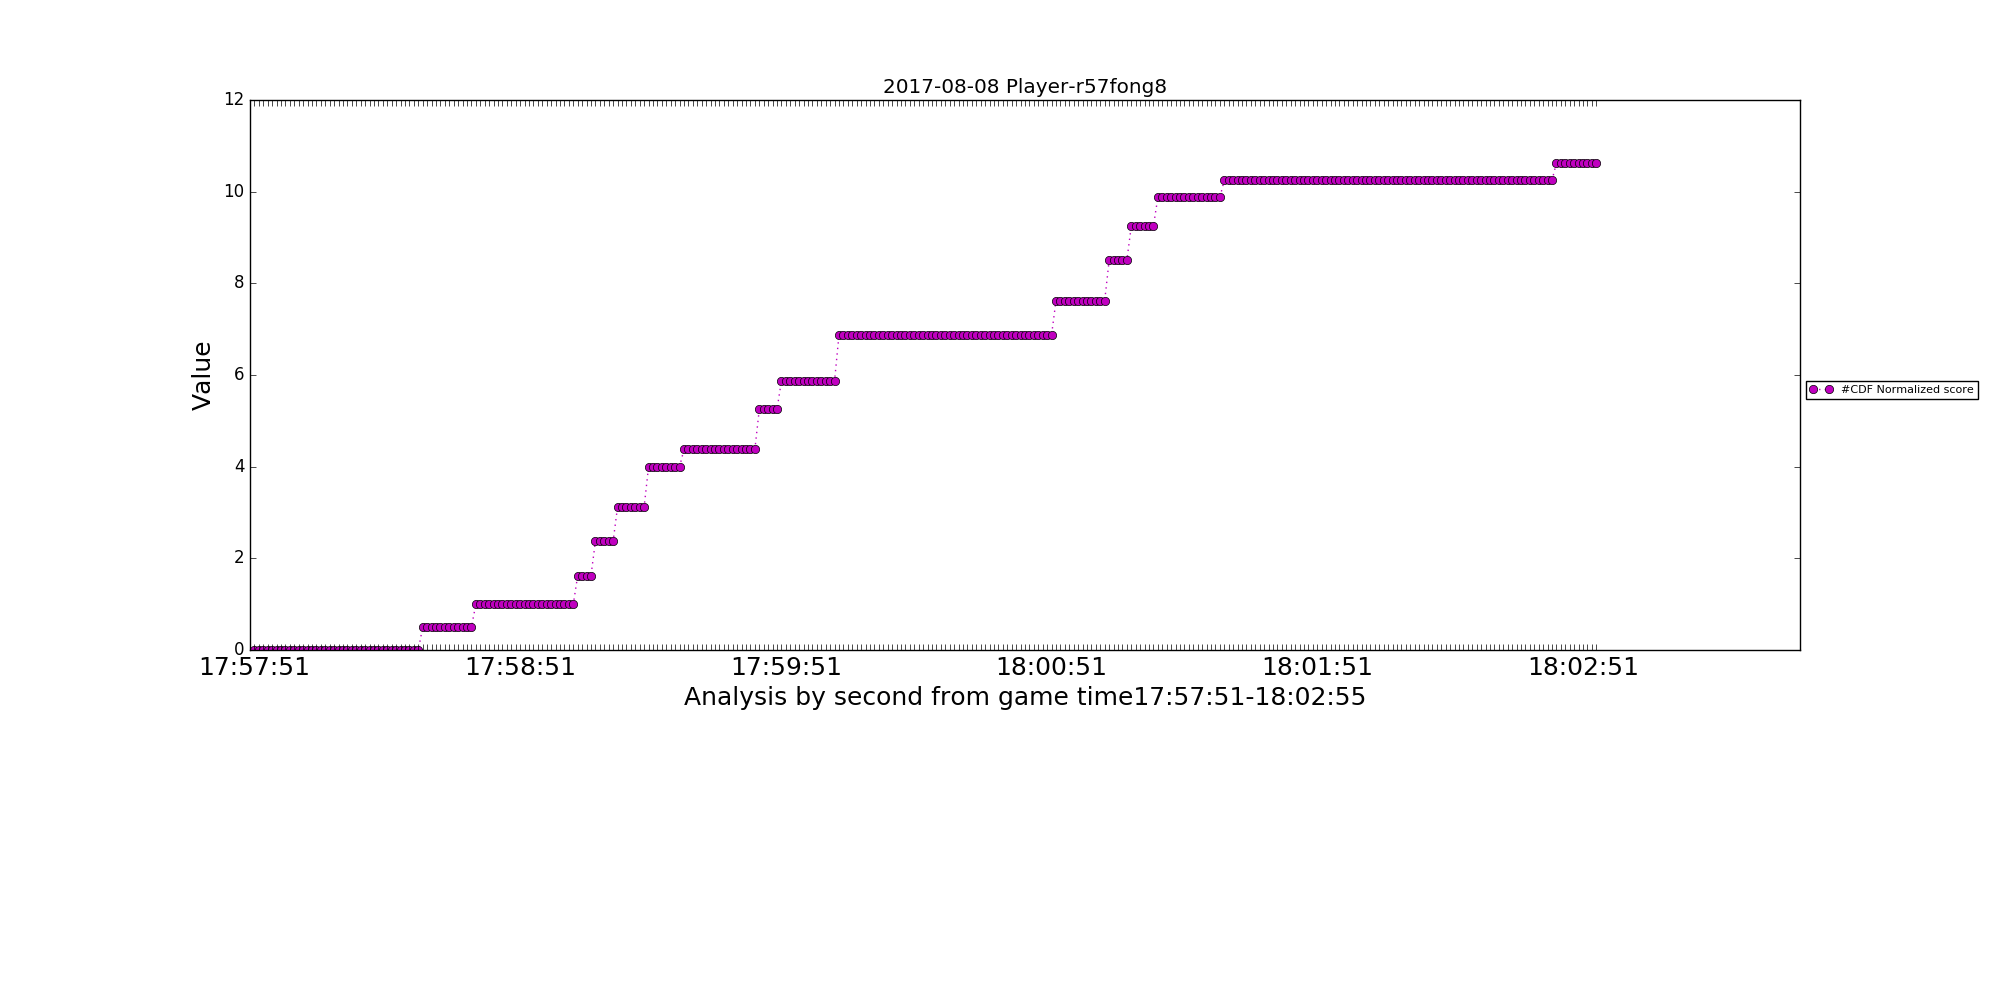 2017-08-08 Player-r57fong8
12
10
8
6
4
2
0
Value
#CDF Normalized score
17:57:51 17:58:51 17:59:51 18:00:51 18:01:51 18:02:51
Analysis by second from game time17:57:51-18:02:55